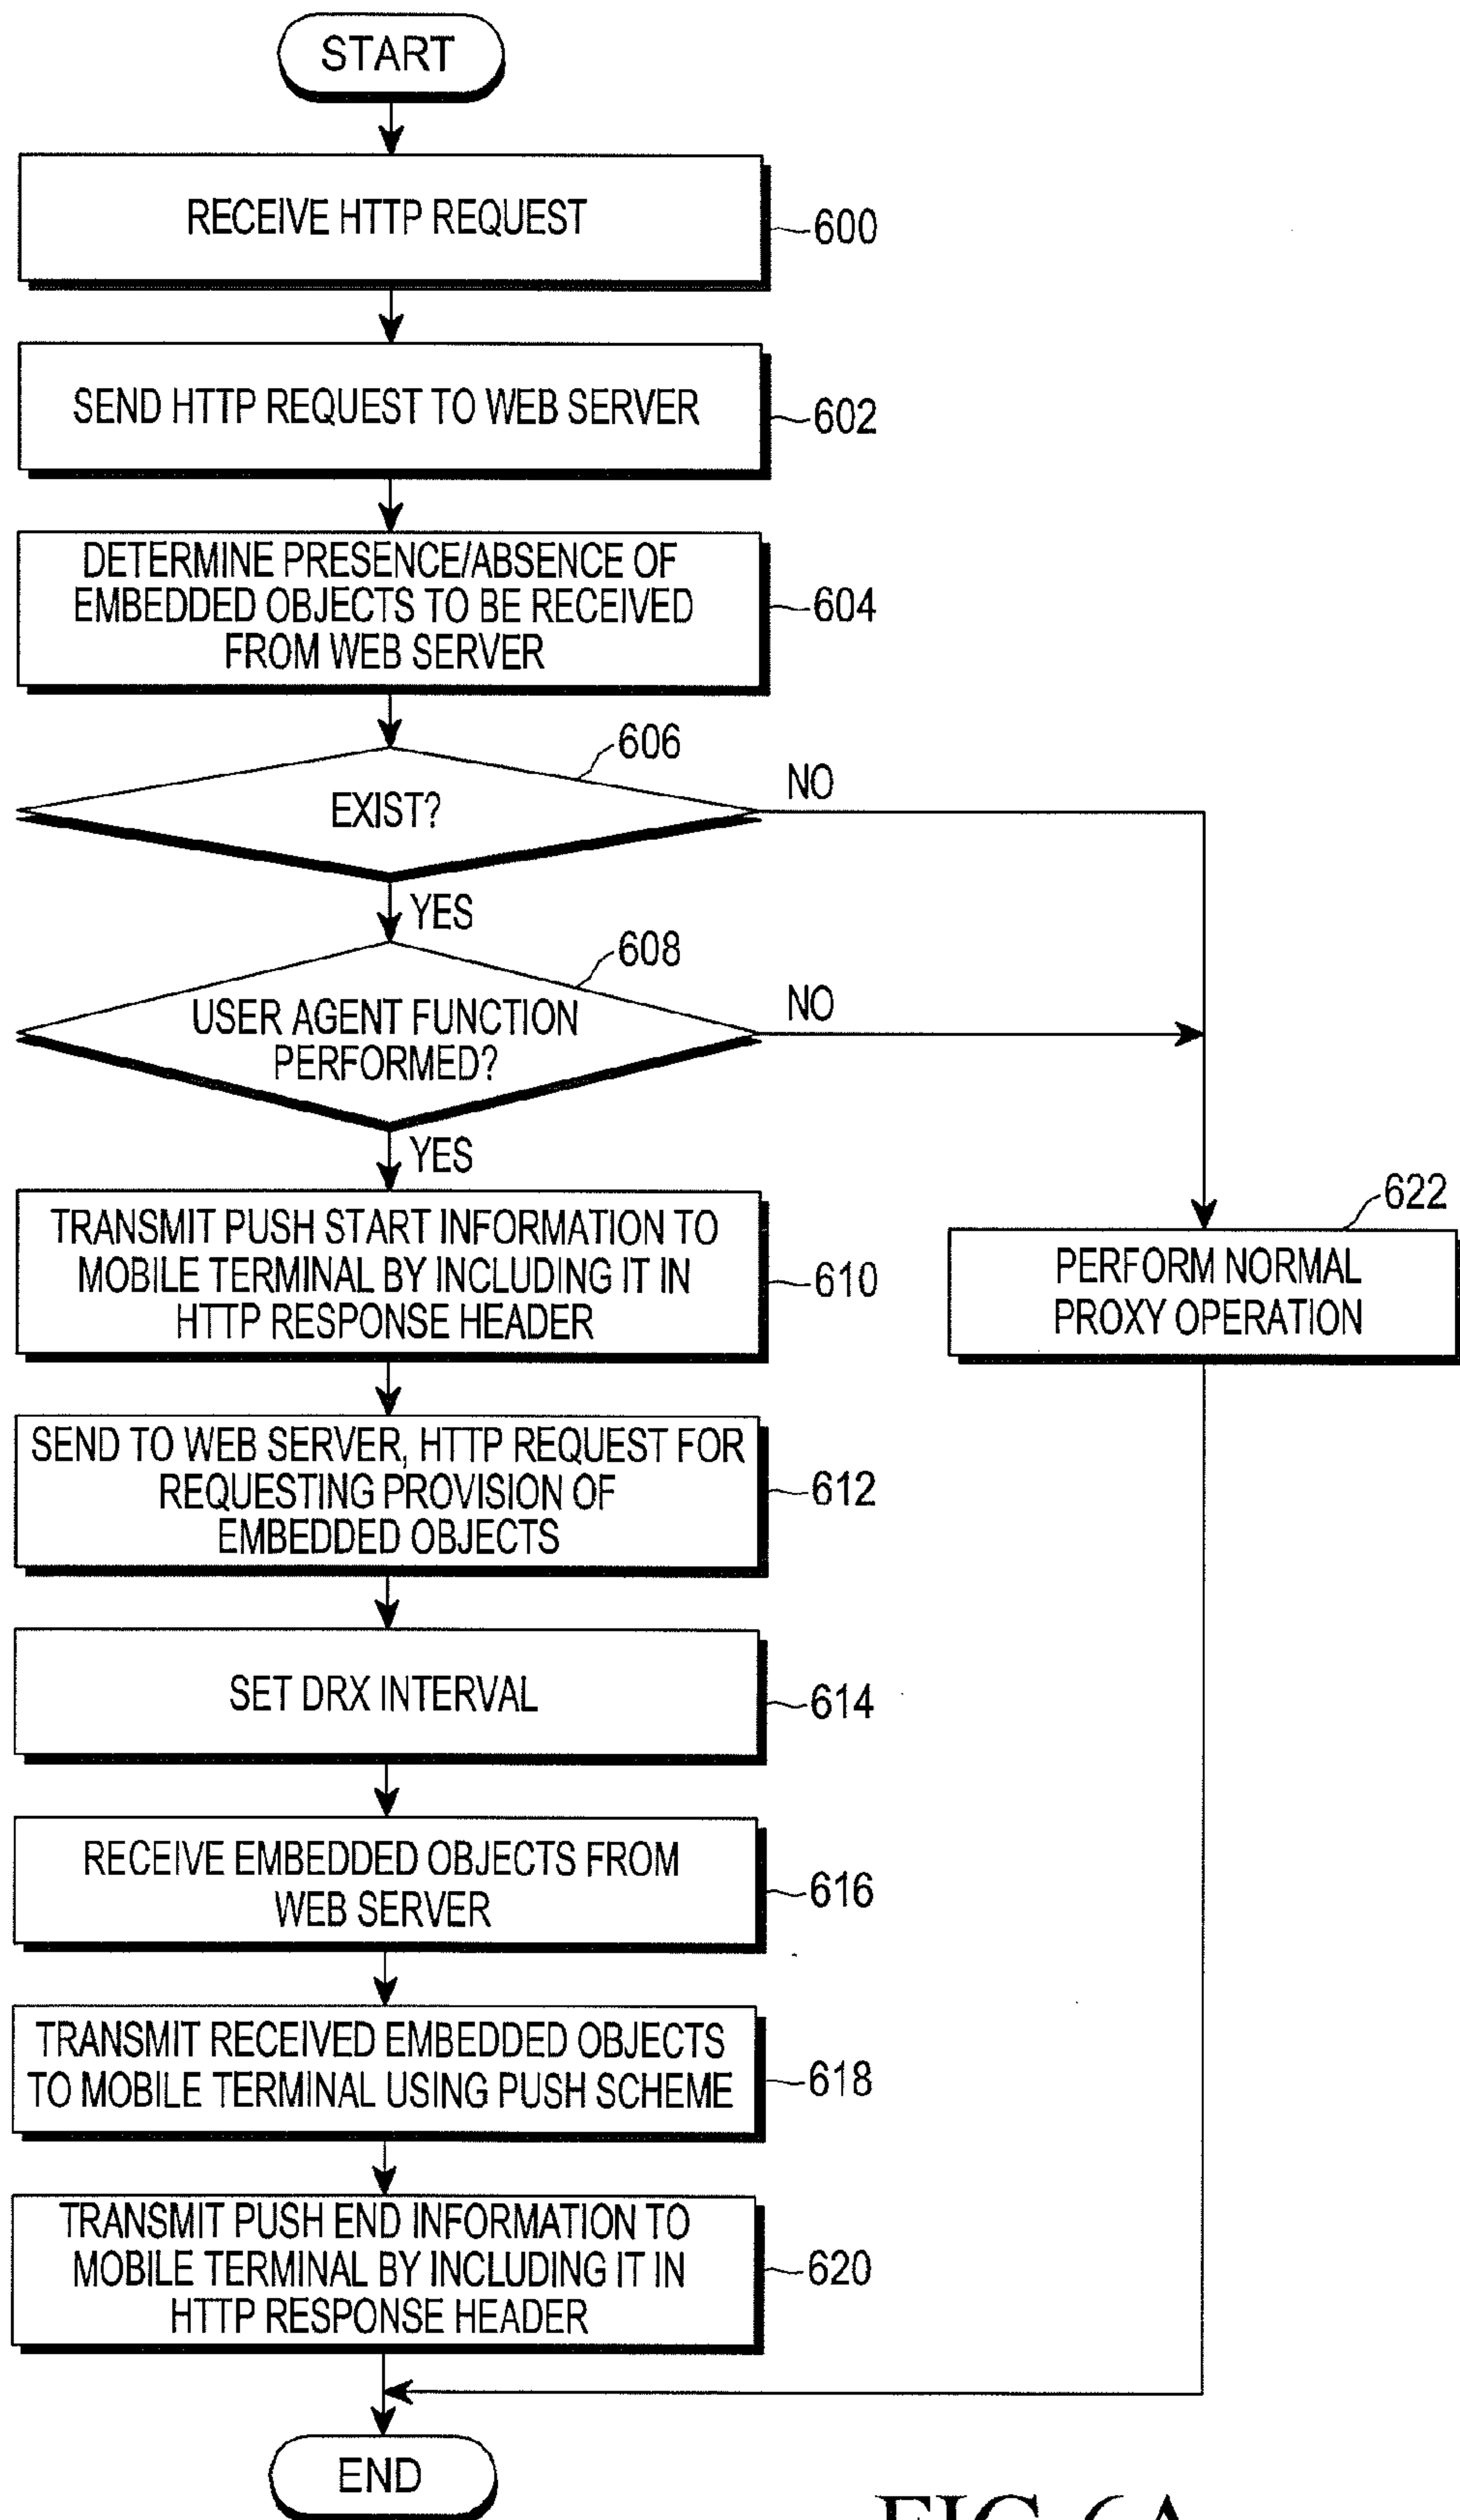 START
RECEIVE HTTP REQUEST
600
SEND HTTP REQUEST TO WEB SERVER
602
DETERMINE PRESENCE/ABSENCE OF
EMBEDDED OBJECTS TO BE RECEIVED
FROM WEB SERVER
604
606
EXIST?
NO
YES
608
USER AGENT FUNCTION
PERFORMED?
NO
YES
TRANSMIT PUSH START INFORMATION TO
MOBILE TERMINAL BY INCLUDING IT IN
HTTP RESPONSE HEADER
610
622
PERFORM NORMAL
PROXY OPERATION
SEND TO WEB SERVER, HTTP REQUEST FOR
REQUESTING PROVISION OF
EMBEDDED OBJECTS
612
SET DRX INTERVAL
614
RECEIVE EMBEDDED OBJECTS FROM
WEB SERVER
616
TRANSMIT RECEIVED EMBEDDED OBJECTS
TO MOBILE TERMINAL USING PUSH SCHEME
618
TRANSMIT PUSH END INFORMATION TO
MOBILE TERMINAL BY INCLUDING IT IN
HTTP RESPONSE HEADER
620
END
FIG.6A